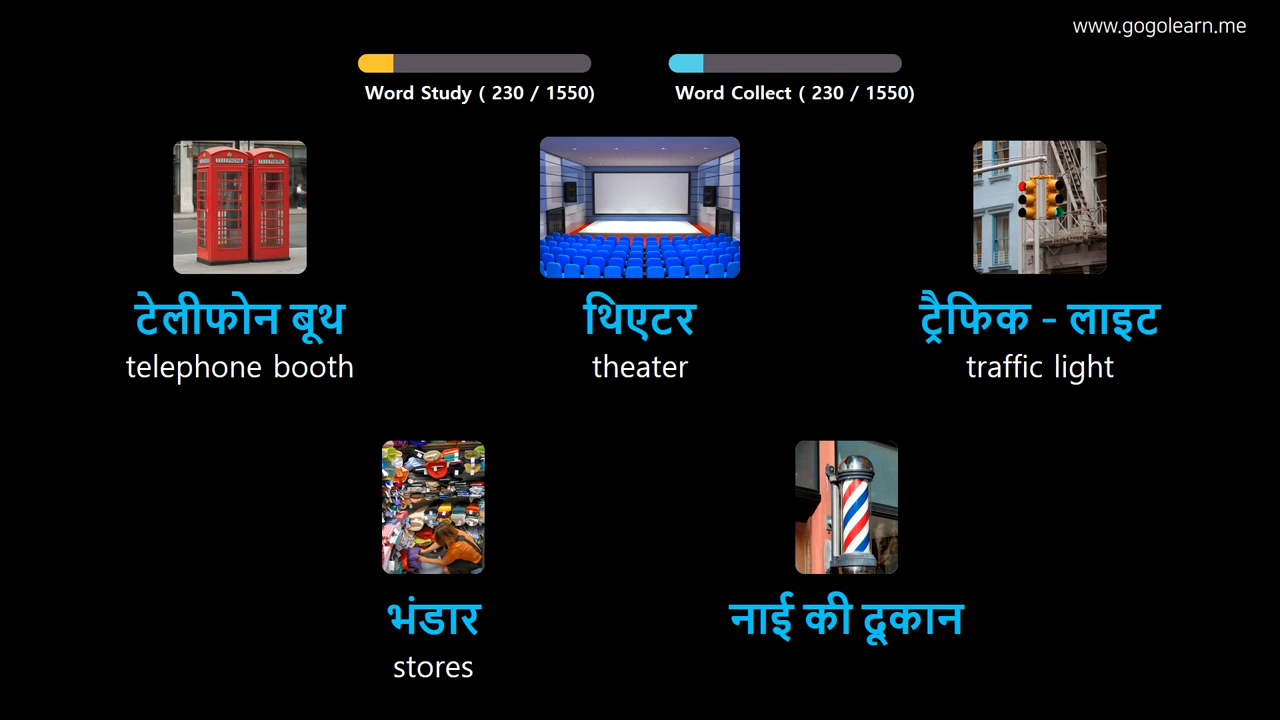 www.gogolearn.me
Word Study ( 230 / 1550)
Word Collect ( 230 / 1550)
टेलीफोन बूथ
telephone booth
थिएटर
theater
ट्रैफिक - लाइट
traffic light
भंडार
stores
नाई की दूकान